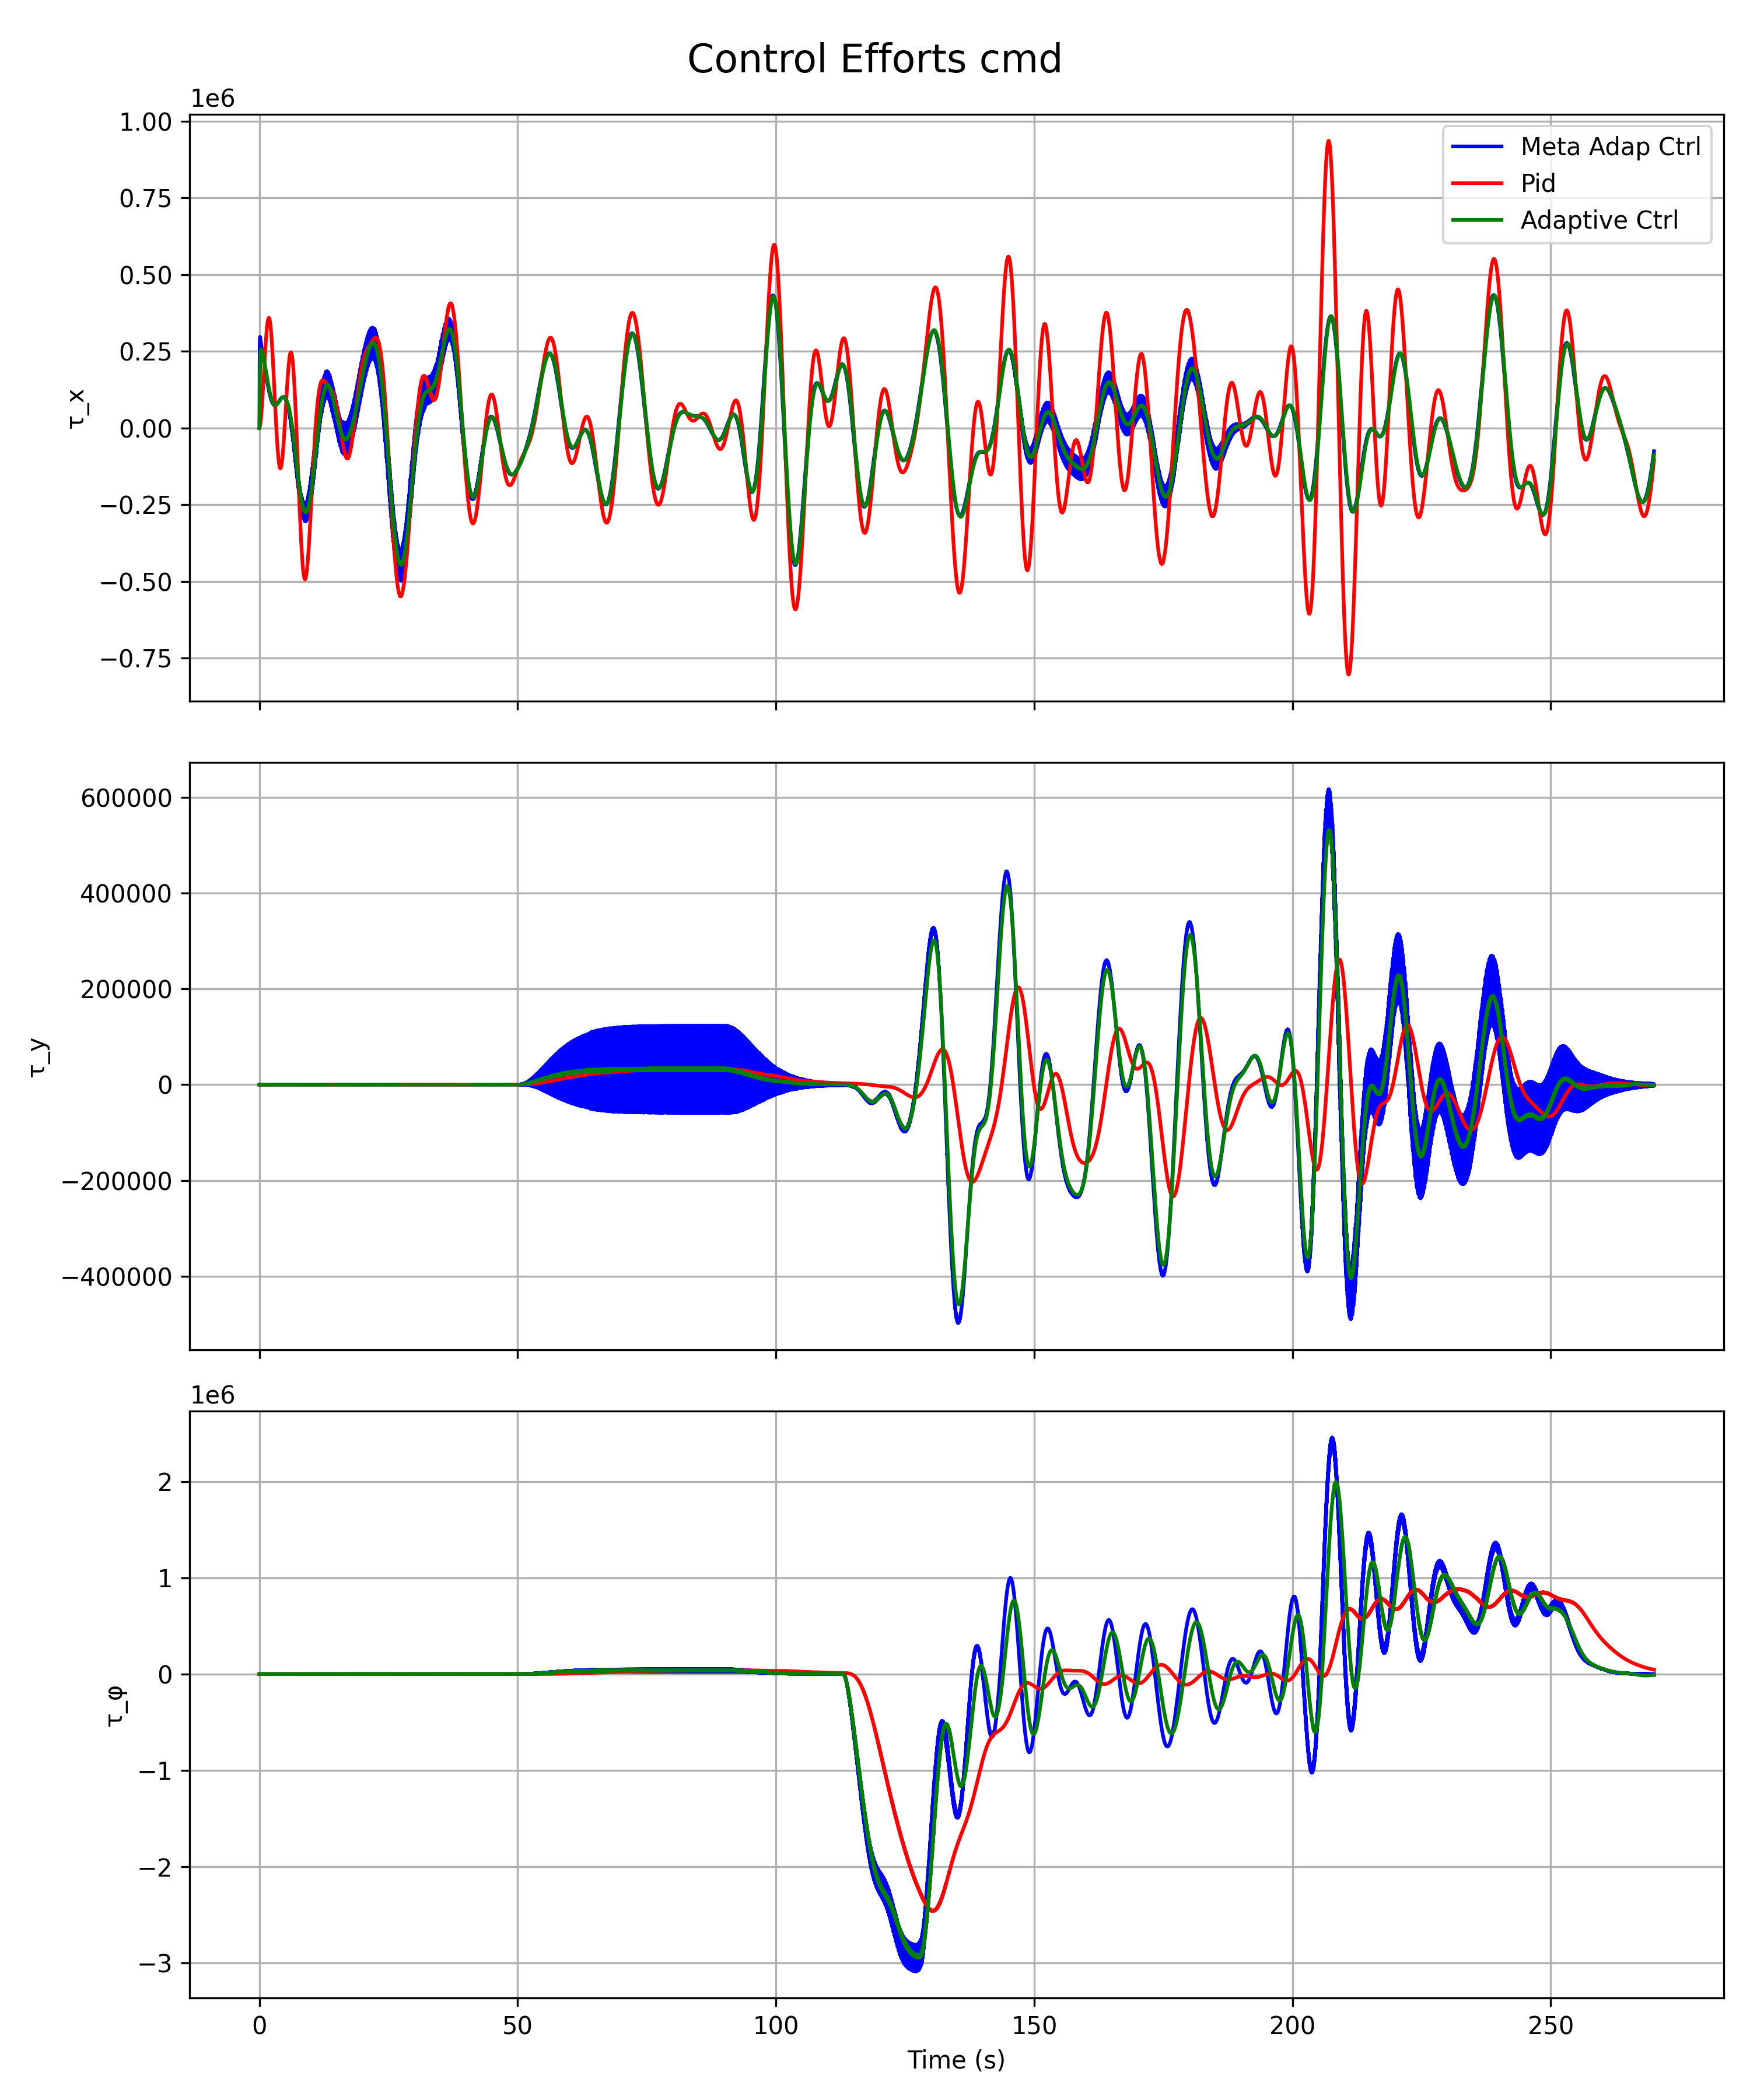 Control Efforts cmd
1e6
1.00
0.75
0.50
0.25
0.00
−0.25
−0.50
−0.75
τ_x
Meta Adap Ctrl
Pid
Adaptive Ctrl
600000
400000
200000
0
−200000
−400000
τ_y
1e6
2
1
0
−1
−2
−3
τ_φ
0 50 100 150 200 250
Time (s)